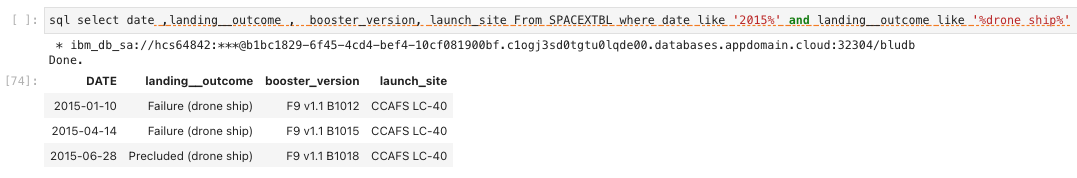 [ ]: sql select date ,landing__outcome ,  booster_version, launch_site From SPACEXTBL where date like '2015%' and landing__outcome like '%drone ship%'
* ibm_db_sa://hcs64842:***@b1bc1829-6f45-4cd4-bef4-10cf081900bf.c1ogj3sd0tgtu0lqde00.databases.appdomain.cloud:32304/bludb
Done.
[74]: DATE landing__outcome booster_version launch_site
2015-01-10 Failure (drone ship) F9 v1.1 B1012 CCAFS LC-40
2015-04-14 Failure (drone ship) F9 v1.1 B1015 CCAFS LC-40
2015-06-28 Precluded (drone ship) F9 v1.1 B1018 CCAFS LC-40